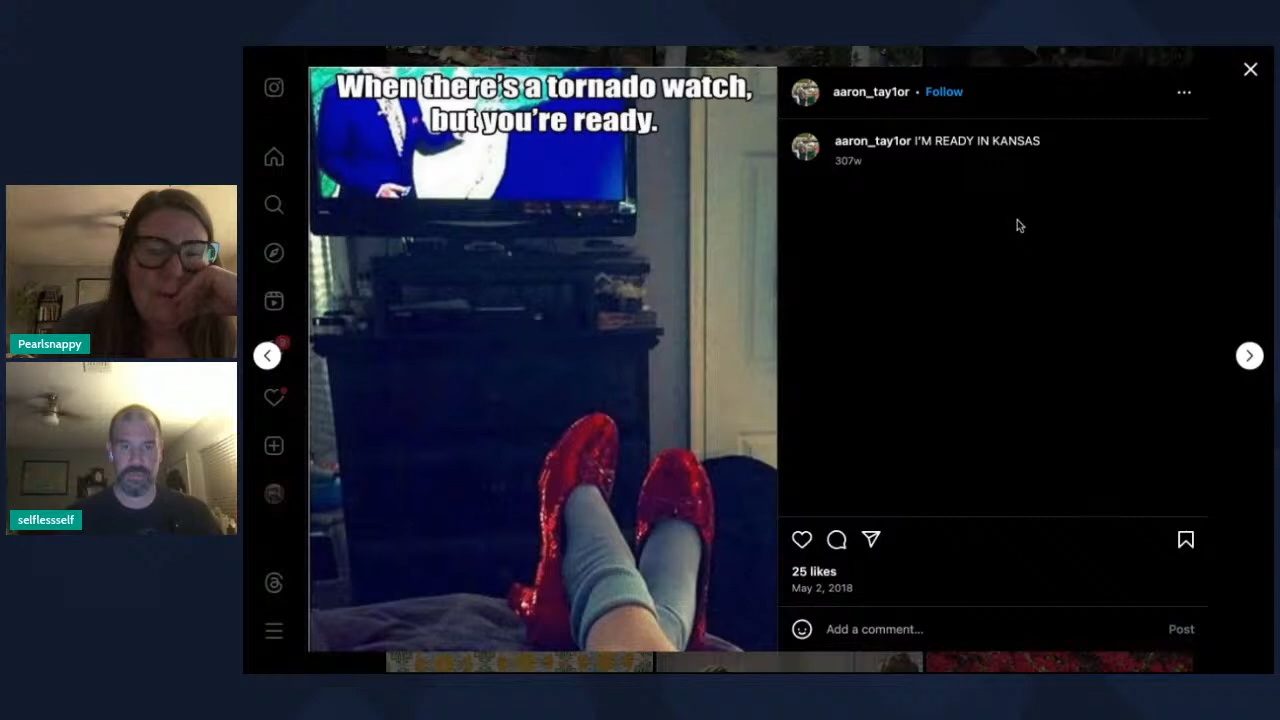 When there's a tornado watch,
but you're ready.
aaron_tay1or • Follow
aaron_tay1or I'M READY IN KANSAS
307w
9
Pearlsnappy
selflessself
25 likes
May 2, 2018
Add a comment...
Post